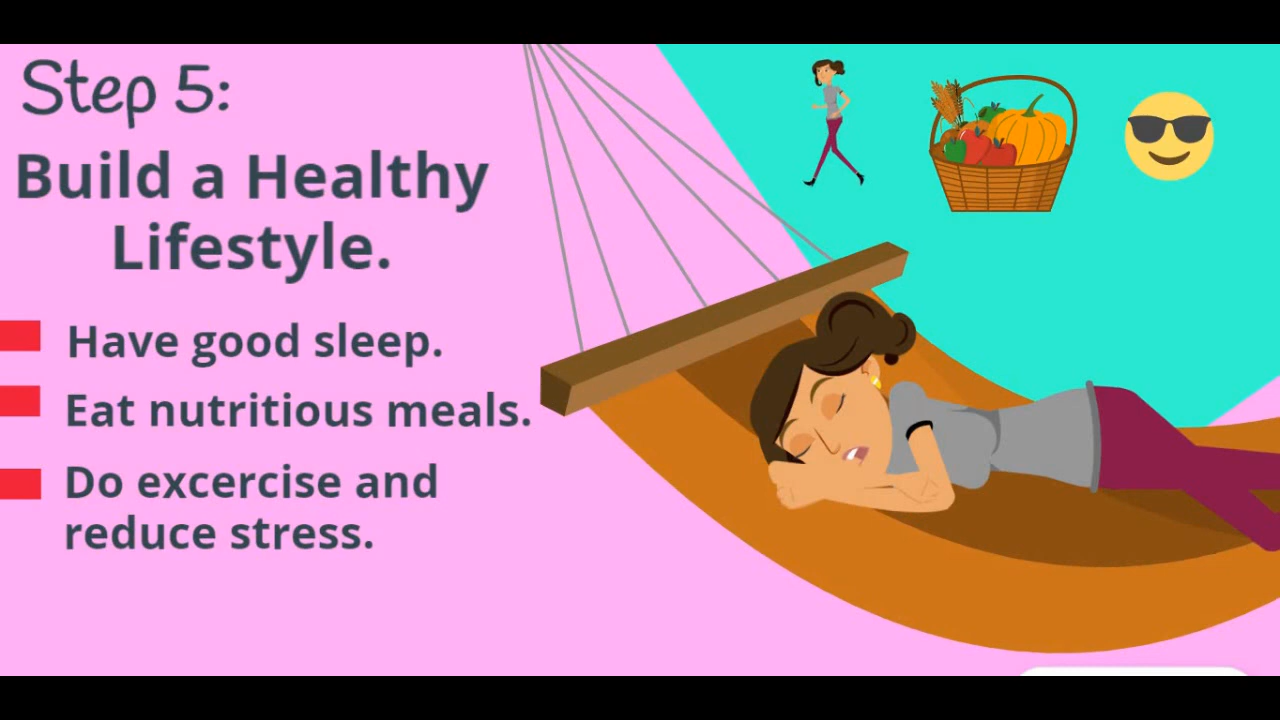 Step 5:
Build a Healthy
Lifestyle.
Have good sleep.
Eat nutritious meals.
Do excercise and
reduce stress.